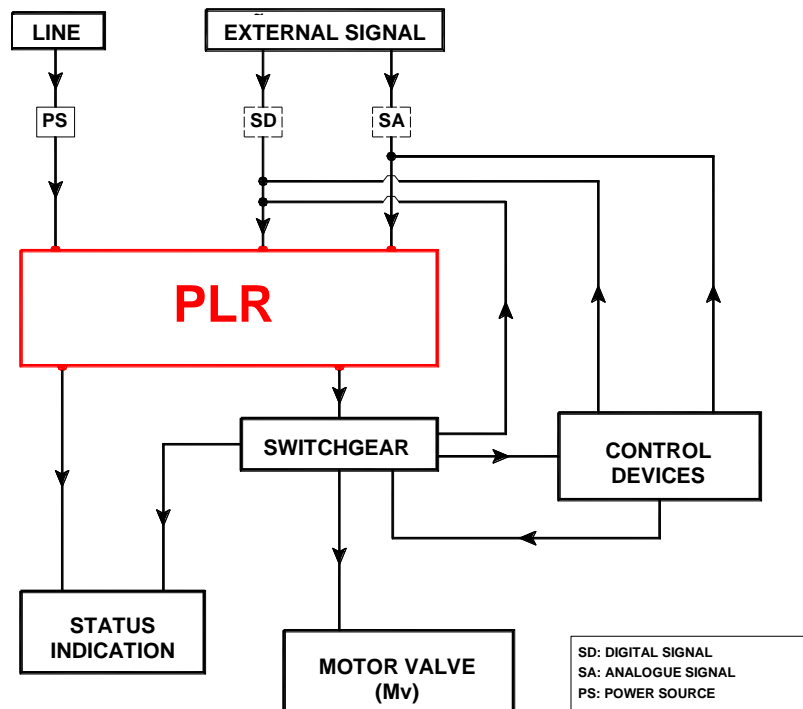 LINE
EXTERNAL SIGNAL
PS
SD
SA
PLR
SWITCHGEAR
CONTROL
DEVICES
STATUS
INDICATION
MOTOR VALVE
(Mv)
SD: DIGITAL SIGNAL
SA: ANALOGUE SIGNAL
PS: POWER SOURCE